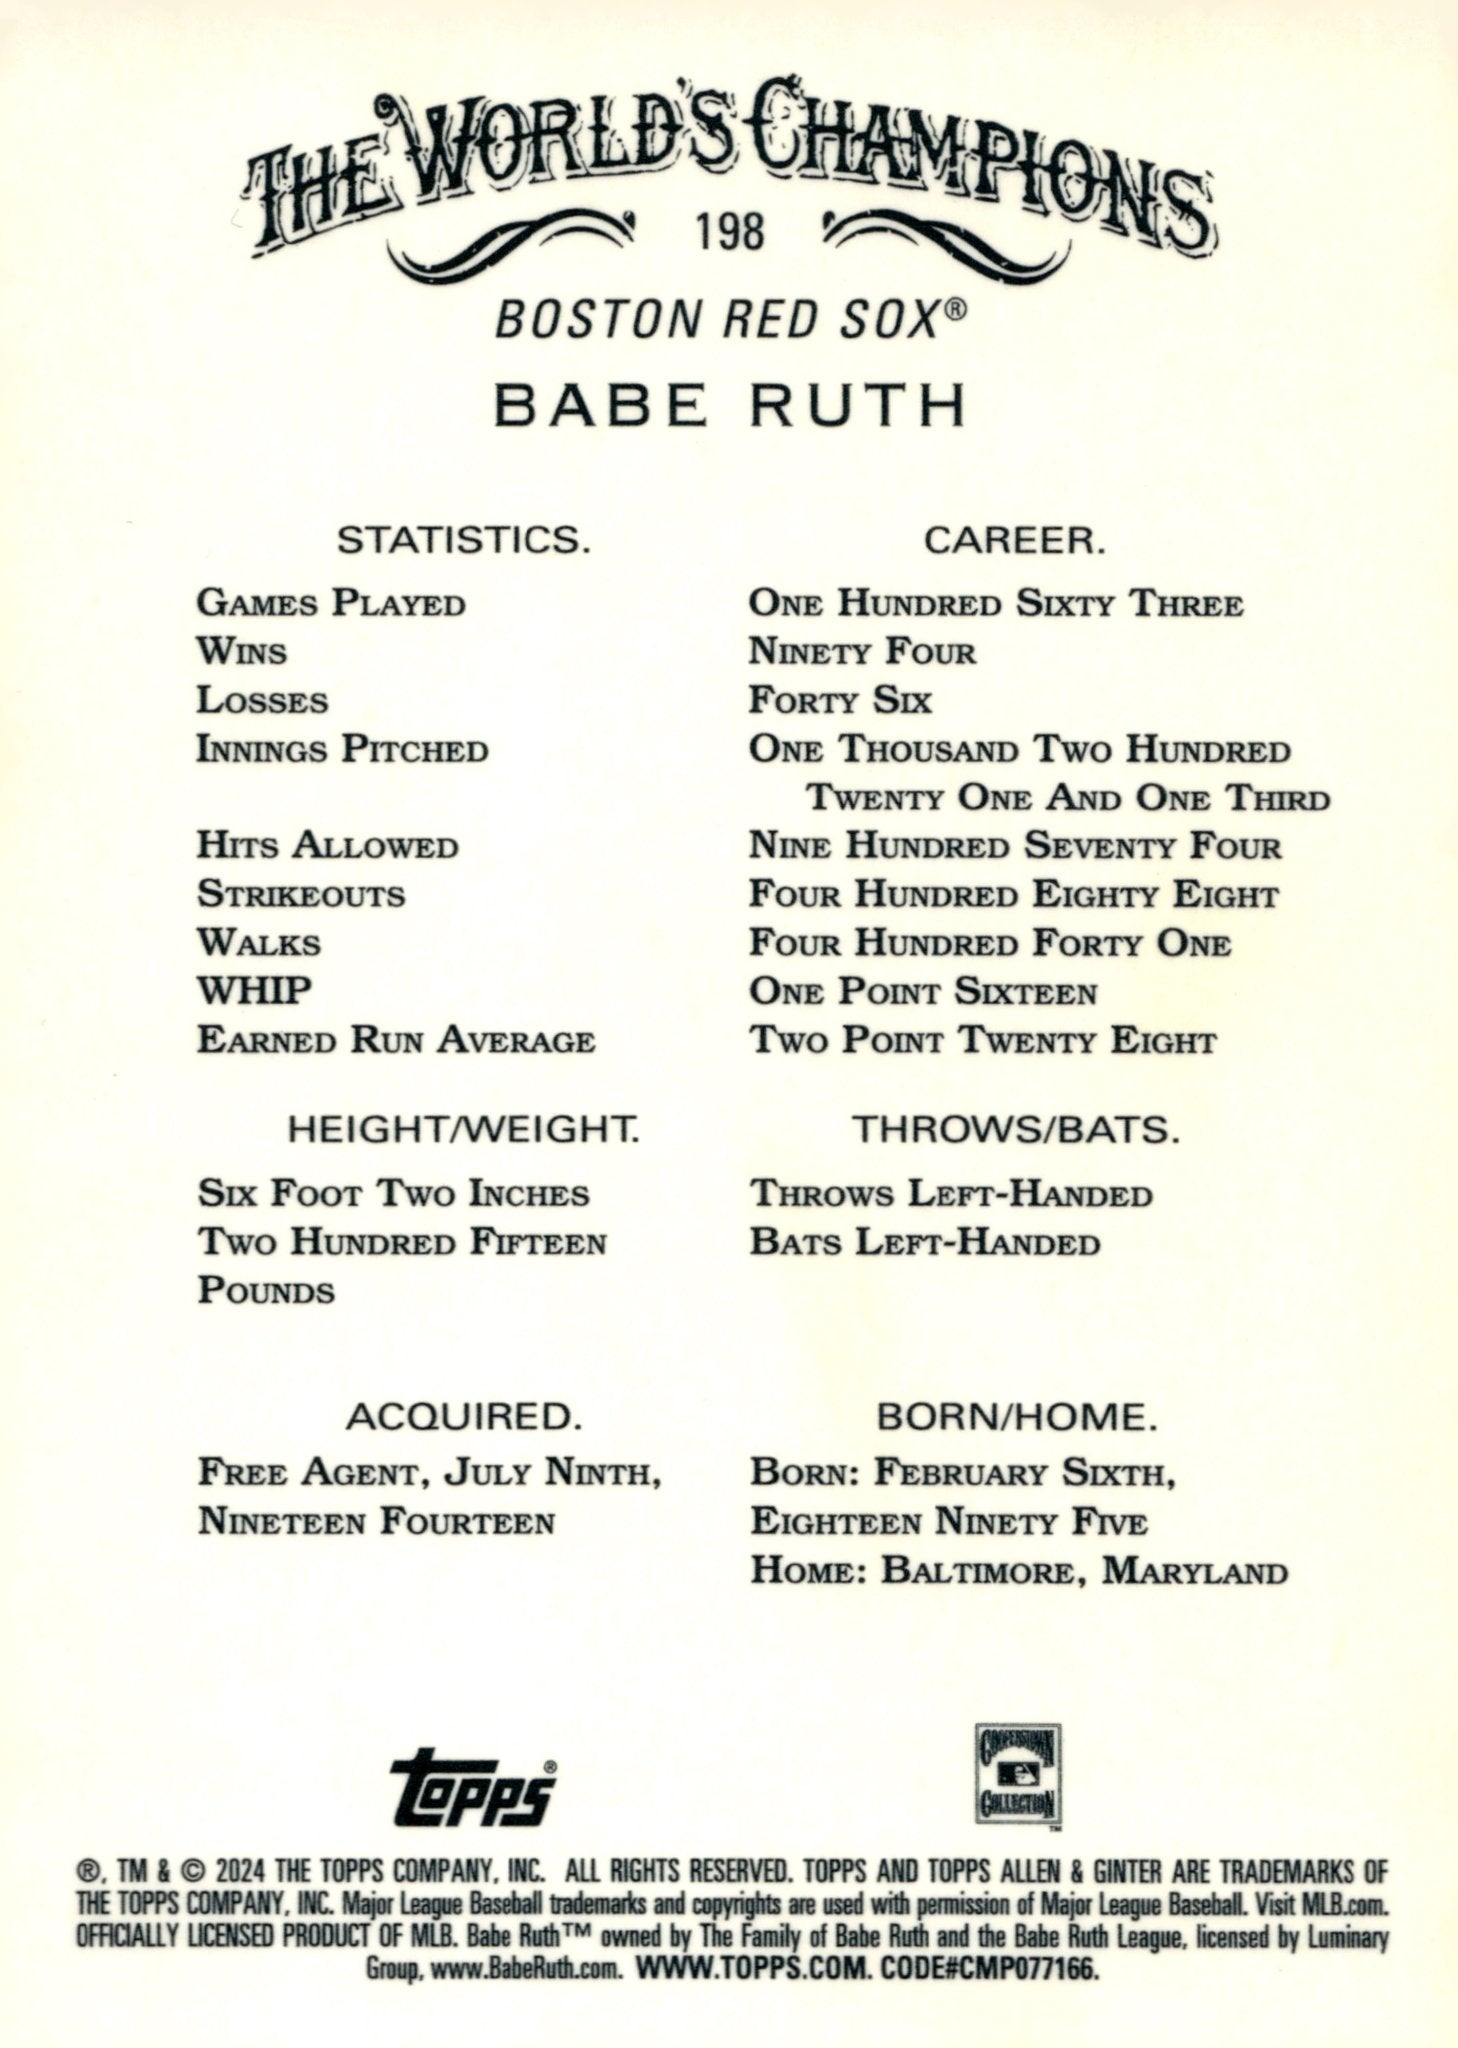 THE WORLD'S CHAMPIONS
198
BOSTON RED SOX®
BABE RUTH
STATISTICS. CAREER.
GAMES PLAYED ONE HUNDRED SIXTY THREE
WINS NINETY FOUR
LOSSES FORTY SIX
INNINGS PITCHED ONE THOUSAND TWO HUNDRED
TWENTY ONE AND ONE THIRD
HITS ALLOWED NINE HUNDRED SEVENTY FOUR
STRIKEOUTS FOUR HUNDRED EIGHTY EIGHT
WALKS FOUR HUNDRED FORTY ONE
WHIP ONE POINT SIXTEEN
EARNED RUN AVERAGE TWO POINT TWENTY EIGHT
HEIGHT/WEIGHT. THROWS/BATS.
SIX FOOT TWO INCHES THROWS LEFT-HANDED
TWO HUNDRED FIFTEEN BATS LEFT-HANDED
POUNDS
ACQUIRED. BORN/HOME.
FREE AGENT, JULY NINTH, BORN: FEBRUARY SIXTH,
NINETEEN FOURTEEN EIGHTEEN NINETY FIVE
HOME: BALTIMORE, MARYLAND
COOPERSTOWN
topps® COLLECTION™
®, TM & © 2024 THE TOPPS COMPANY, INC. ALL RIGHTS RESERVED. TOPPS AND TOPPS ALLEN & GINTER ARE TRADEMARKS OF
THE TOPPS COMPANY, INC. Major League Baseball trademarks and copyrights are used with permission of Major League Baseball. Visit MLB.com.
OFFICIALLY LICENSED PRODUCT OF MLB. Babe Ruth™ owned by The Family of Babe Ruth and the Babe Ruth League, licensed by Luminary
Group, www.BabeRuth.com. WWW.TOPPS.COM. CODE#CMP077166.